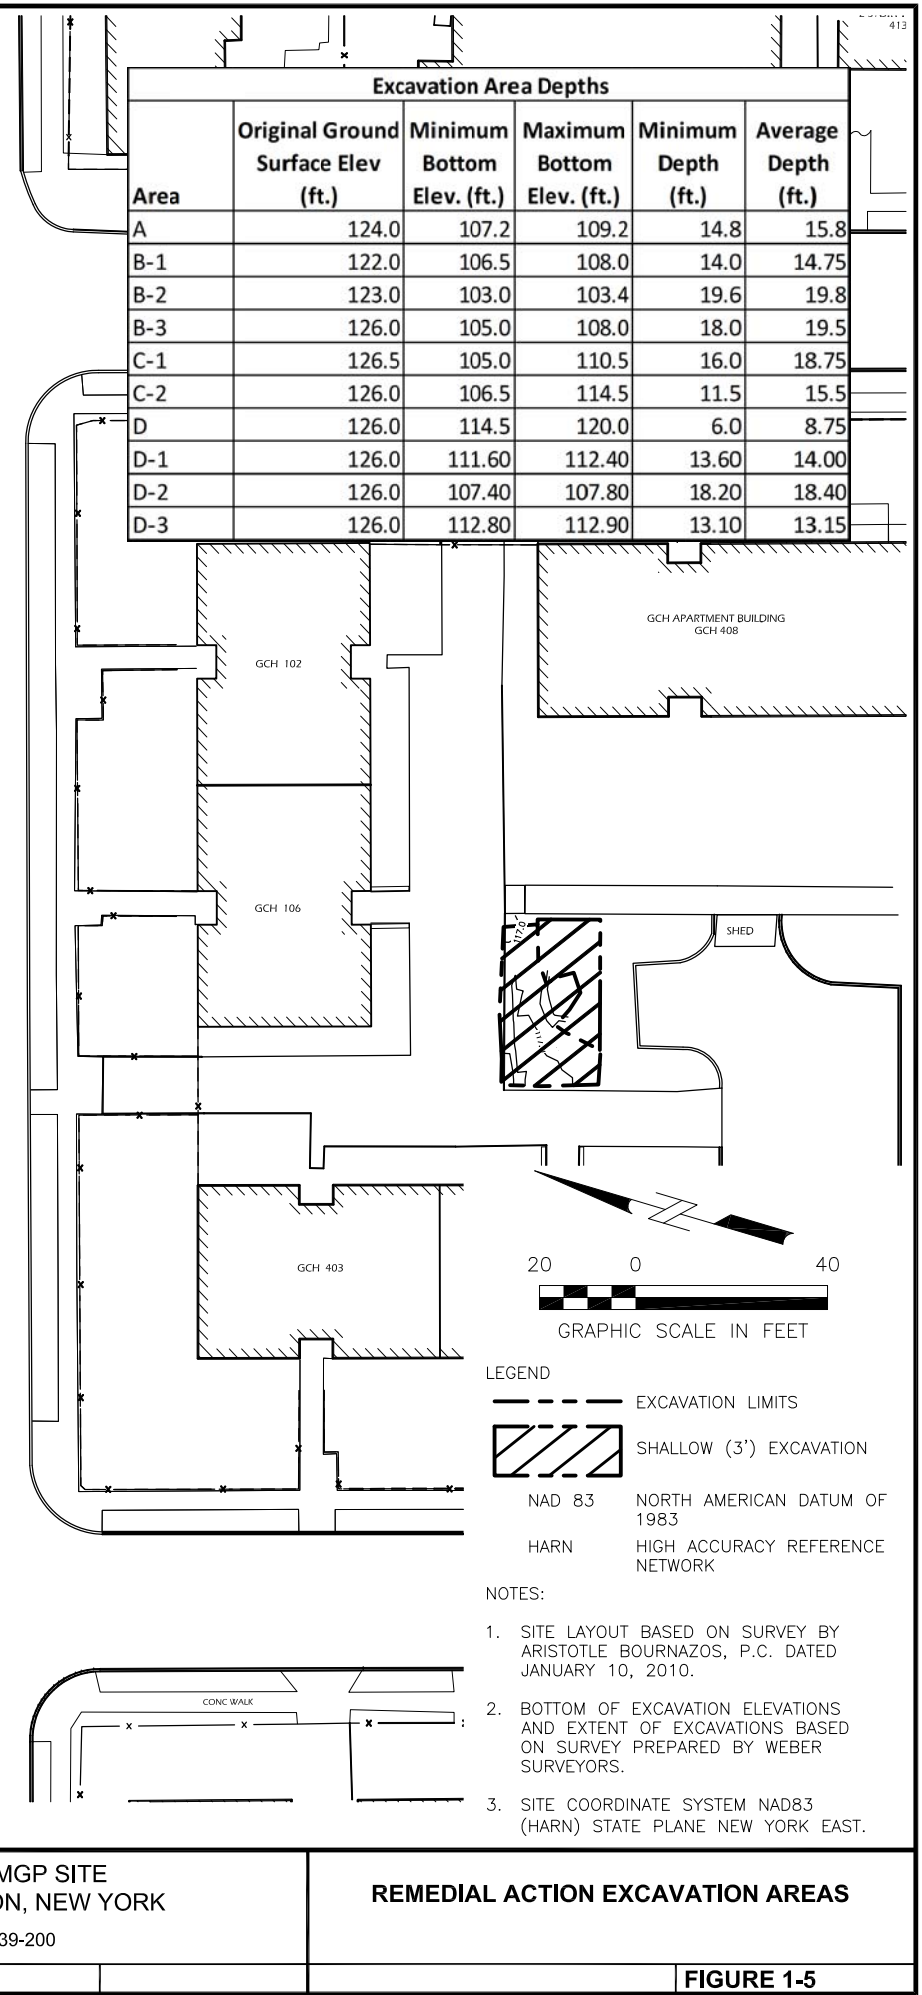 413
Excavation Area Depths
Area Original Ground Surface Elev (ft.) Minimum Bottom Elev. (ft.) Maximum Bottom Elev. (ft.) Minimum Depth (ft.) Average Depth (ft.)
A 124.0 107.2 109.2 14.8 15.8
B-1 122.0 106.5 108.0 14.0 14.75
B-2 123.0 103.0 103.4 19.6 19.8
B-3 126.0 105.0 108.0 18.0 19.5
C-1 126.5 105.0 110.5 16.0 18.75
C-2 126.0 106.5 114.5 11.5 15.5
D 126.0 114.5 120.0 6.0 8.75
D-1 126.0 111.60 112.40 13.60 14.00
D-2 126.0 107.40 107.80 18.20 18.40
D-3 126.0 112.80 112.90 13.10 13.15
GCH APARTMENT BUILDING
GCH 408
GCH 102
GCH 106
117.0
SHED
GCH 403
20 0 40
GRAPHIC SCALE IN FEET
LEGEND
EXCAVATION LIMITS
SHALLOW (3') EXCAVATION
NAD 83 NORTH AMERICAN DATUM OF
1983
HARN HIGH ACCURACY REFERENCE
NETWORK
NOTES:
1. SITE LAYOUT BASED ON SURVEY BY
ARISTOTLE BOURNAZOS, P.C. DATED
JANUARY 10, 2010.
2. BOTTOM OF EXCAVATION ELEVATIONS
AND EXTENT OF EXCAVATIONS BASED
ON SURVEY PREPARED BY WEBER
SURVEYORS.
3. SITE COORDINATE SYSTEM NAD83
(HARN) STATE PLANE NEW YORK EAST.
CONC WALK
MGP SITE
ON, NEW YORK
39-200
REMEDIAL ACTION EXCAVATION AREAS
FIGURE 1-5